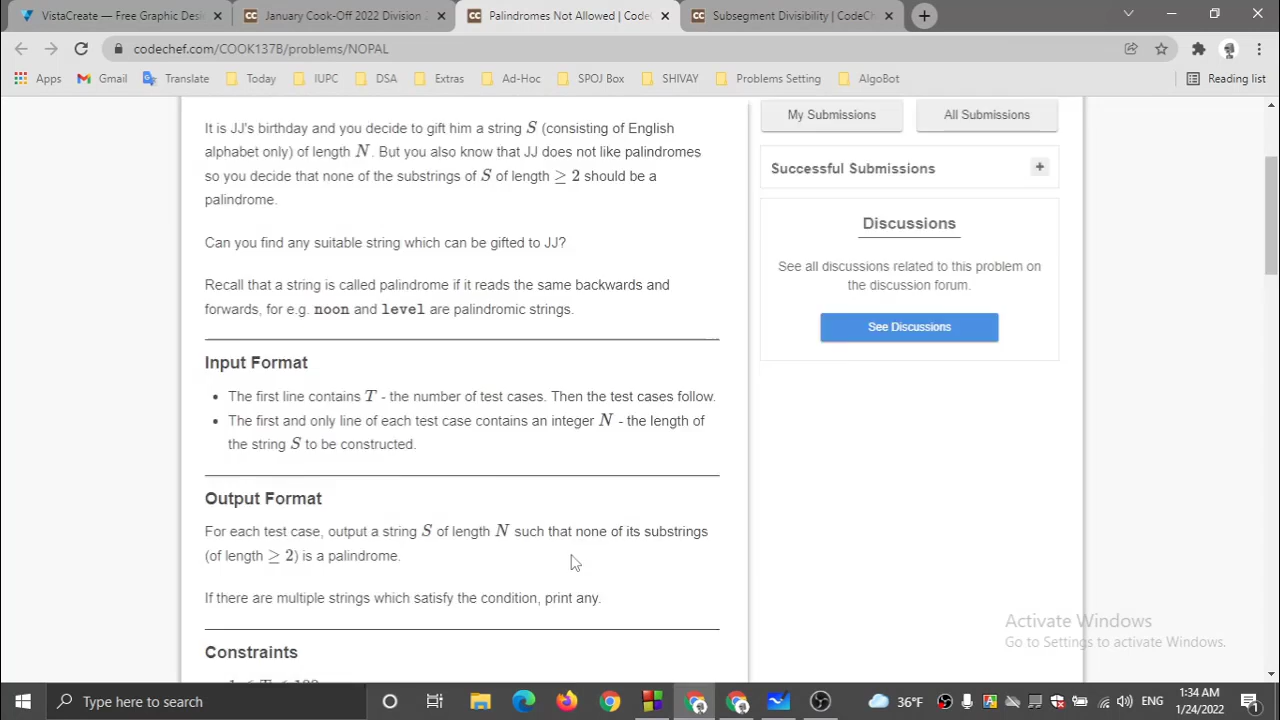 VistaCreate — Free Graphic Desi
January Cook-Off 2022 Division
Palindromes Not Allowed | Code
Subsegment Divisibility | CodeCh
codechef.com/COOK137B/problems/NOPAL
Apps
Gmail
Translate
Today
IUPC
DSA
Extras
Ad-Hoc
SPOJ Box
SHIVAY
Problems Setting
AlgoBot
Reading list
It is JJ's birthday and you decide to gift him a string S (consisting of English
alphabet only) of length N. But you also know that JJ does not like palindromes
so you decide that none of the substrings of S of length ≥ 2 should be a
palindrome.
Can you find any suitable string which can be gifted to JJ?
Recall that a string is called palindrome if it reads the same backwards and
forwards, for e.g. noon and level are palindromic strings.
Input Format
• The first line contains T - the number of test cases. Then the test cases follow.
• The first and only line of each test case contains an integer N - the length of
the string S to be constructed.
Output Format
For each test case, output a string S of length N such that none of its substrings
(of length ≥ 2) is a palindrome.
If there are multiple strings which satisfy the condition, print any.
Constraints
My Submissions
All Submissions
Successful Submissions
+
Discussions
See all discussions related to this problem on
the discussion forum.
See Discussions
Activate Windows
Go to Settings to activate Windows.
Type here to search
36°F
ENG
1:34 AM
1/24/2022